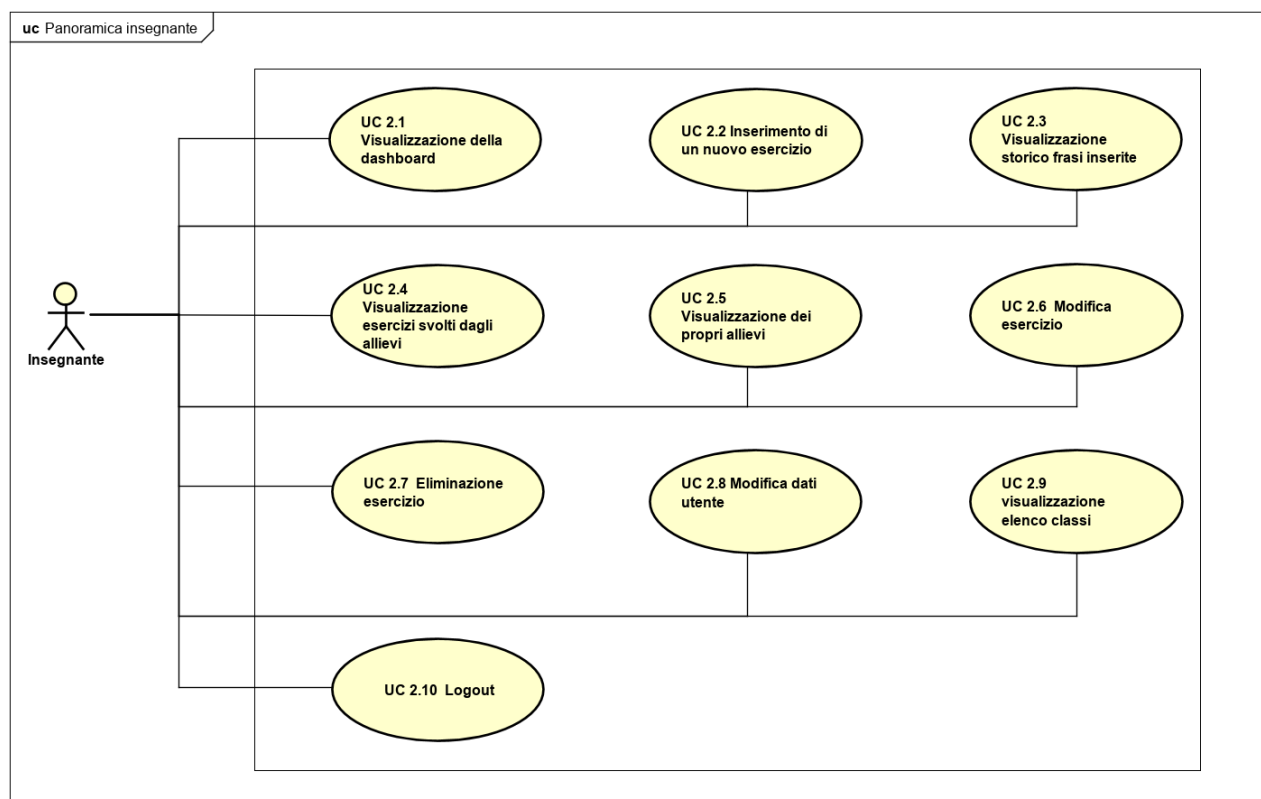 uc Panoramica insegnante
UC 2.1
Visualizzazione della
dashboard
UC 2.2 Inserimento di
un nuovo esercizio
UC 2.3
Visualizzazione
storico frasi inserite
UC 2.4
Visualizzazione
esercizi svolti dagli
allievi
UC 2.5
Visualizzazione dei
propri allievi
UC 2.6 Modifica
esercizio
Insegnante
UC 2.7 Eliminazione
esercizio
UC 2.8 Modifica dati
utente
UC 2.9
visualizzazione
elenco classi
UC 2.10 Logout